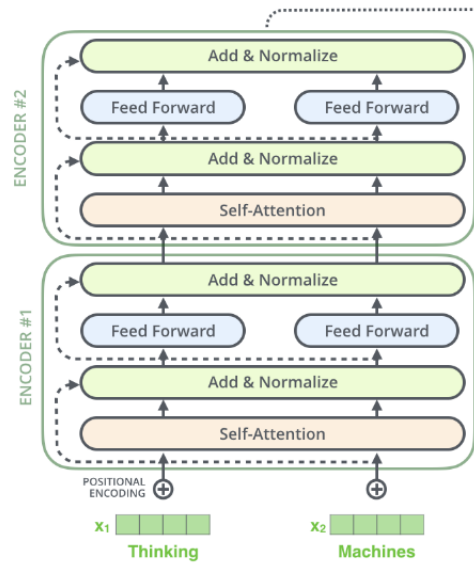 ENCODER #2
Add & Normalize
Feed Forward Feed Forward
Add & Normalize
Self-Attention
ENCODER #1
Add & Normalize
Feed Forward Feed Forward
Add & Normalize
Self-Attention
POSITIONAL
ENCODING
x₁ x₂
Thinking Machines